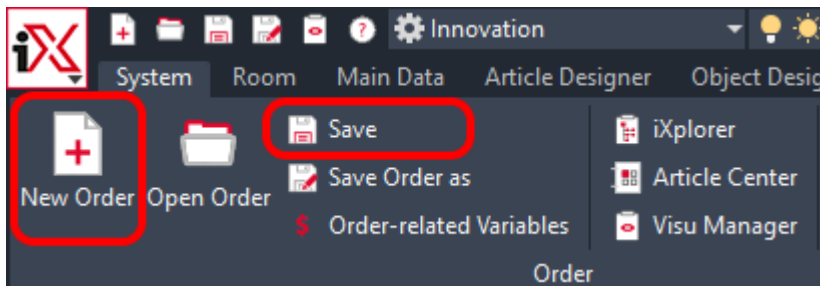 iX
Innovation
System Room Main Data Article Designer Object Desig
Save iXplorer
New Order Open Order Save Order as Article Center
Order-related Variables Visu Manager
Order